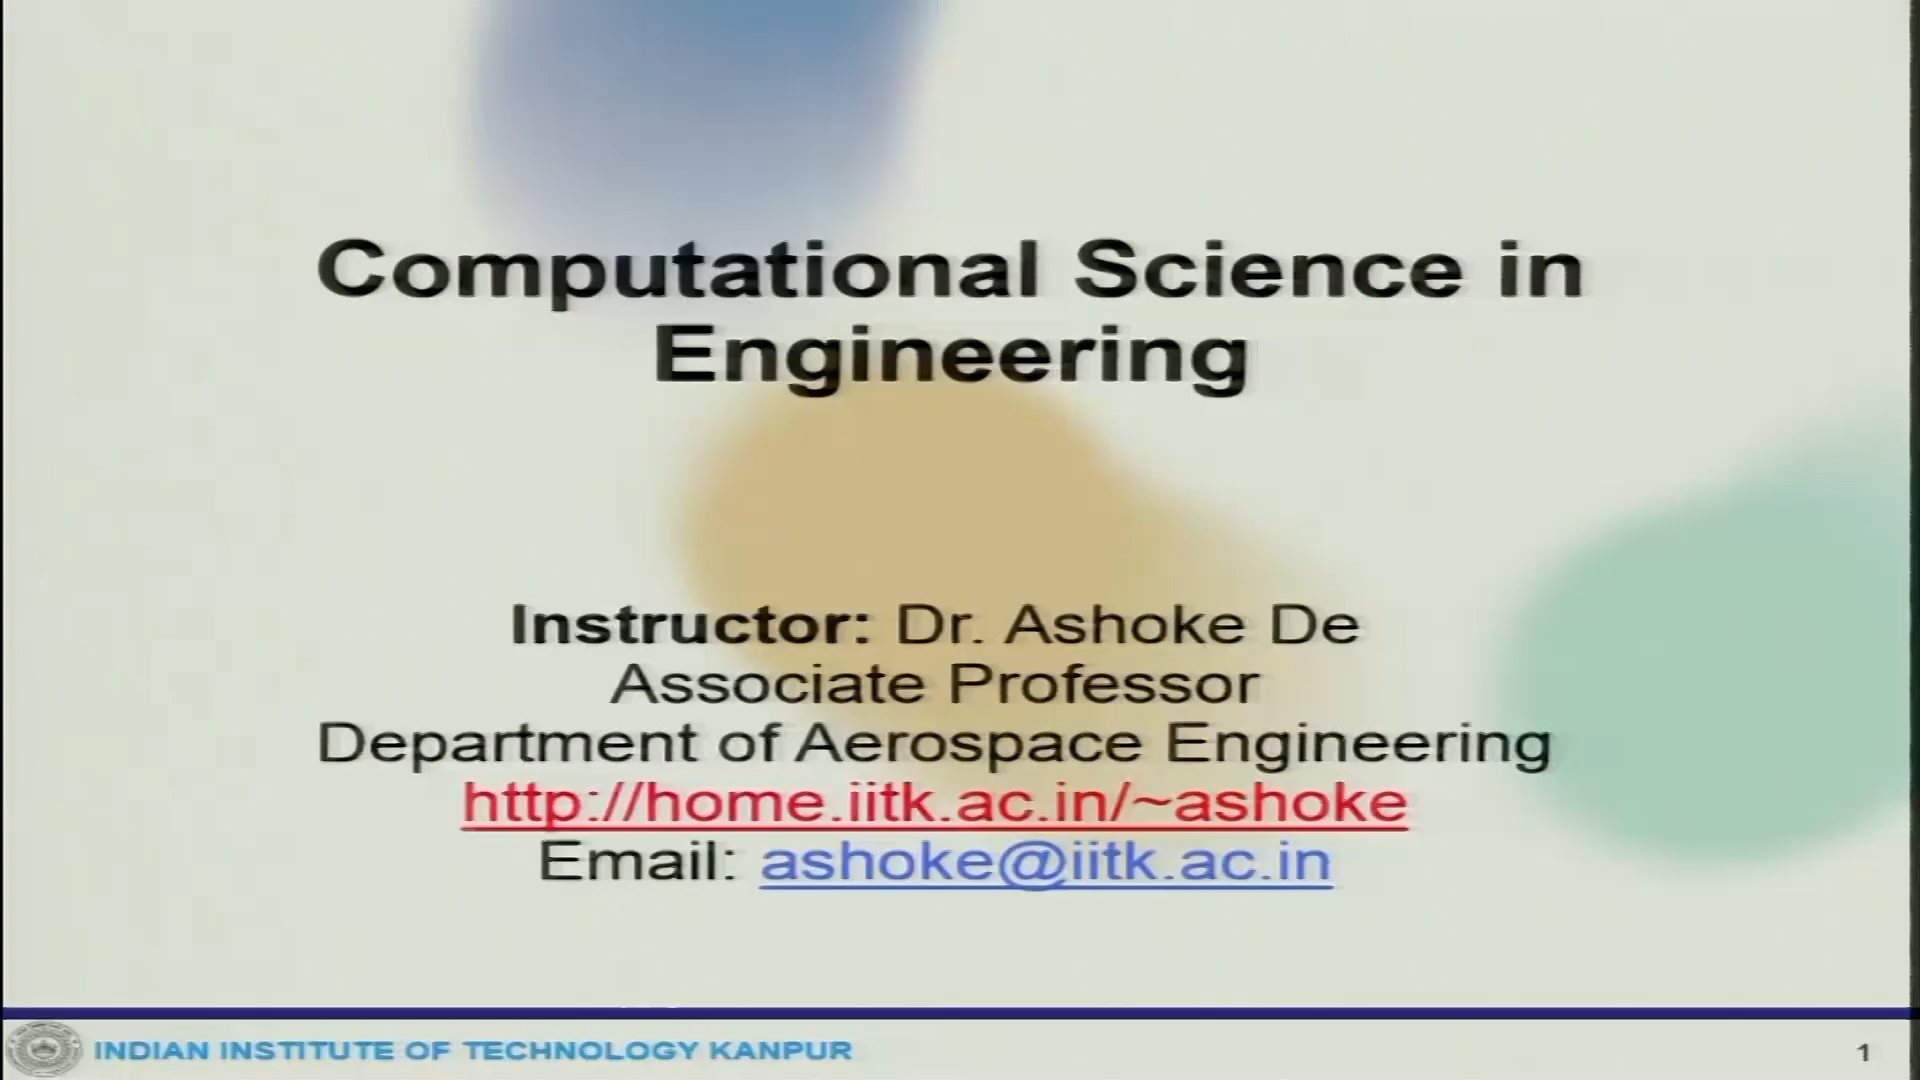 Computational Science in
Engineering
Instructor: Dr. Ashoke De
Associate Professor
Department of Aerospace Engineering
http://home.iitk.ac.in/~ashoke
Email: ashoke@iitk.ac.in
INDIAN INSTITUTE OF TECHNOLOGY KANPUR
1